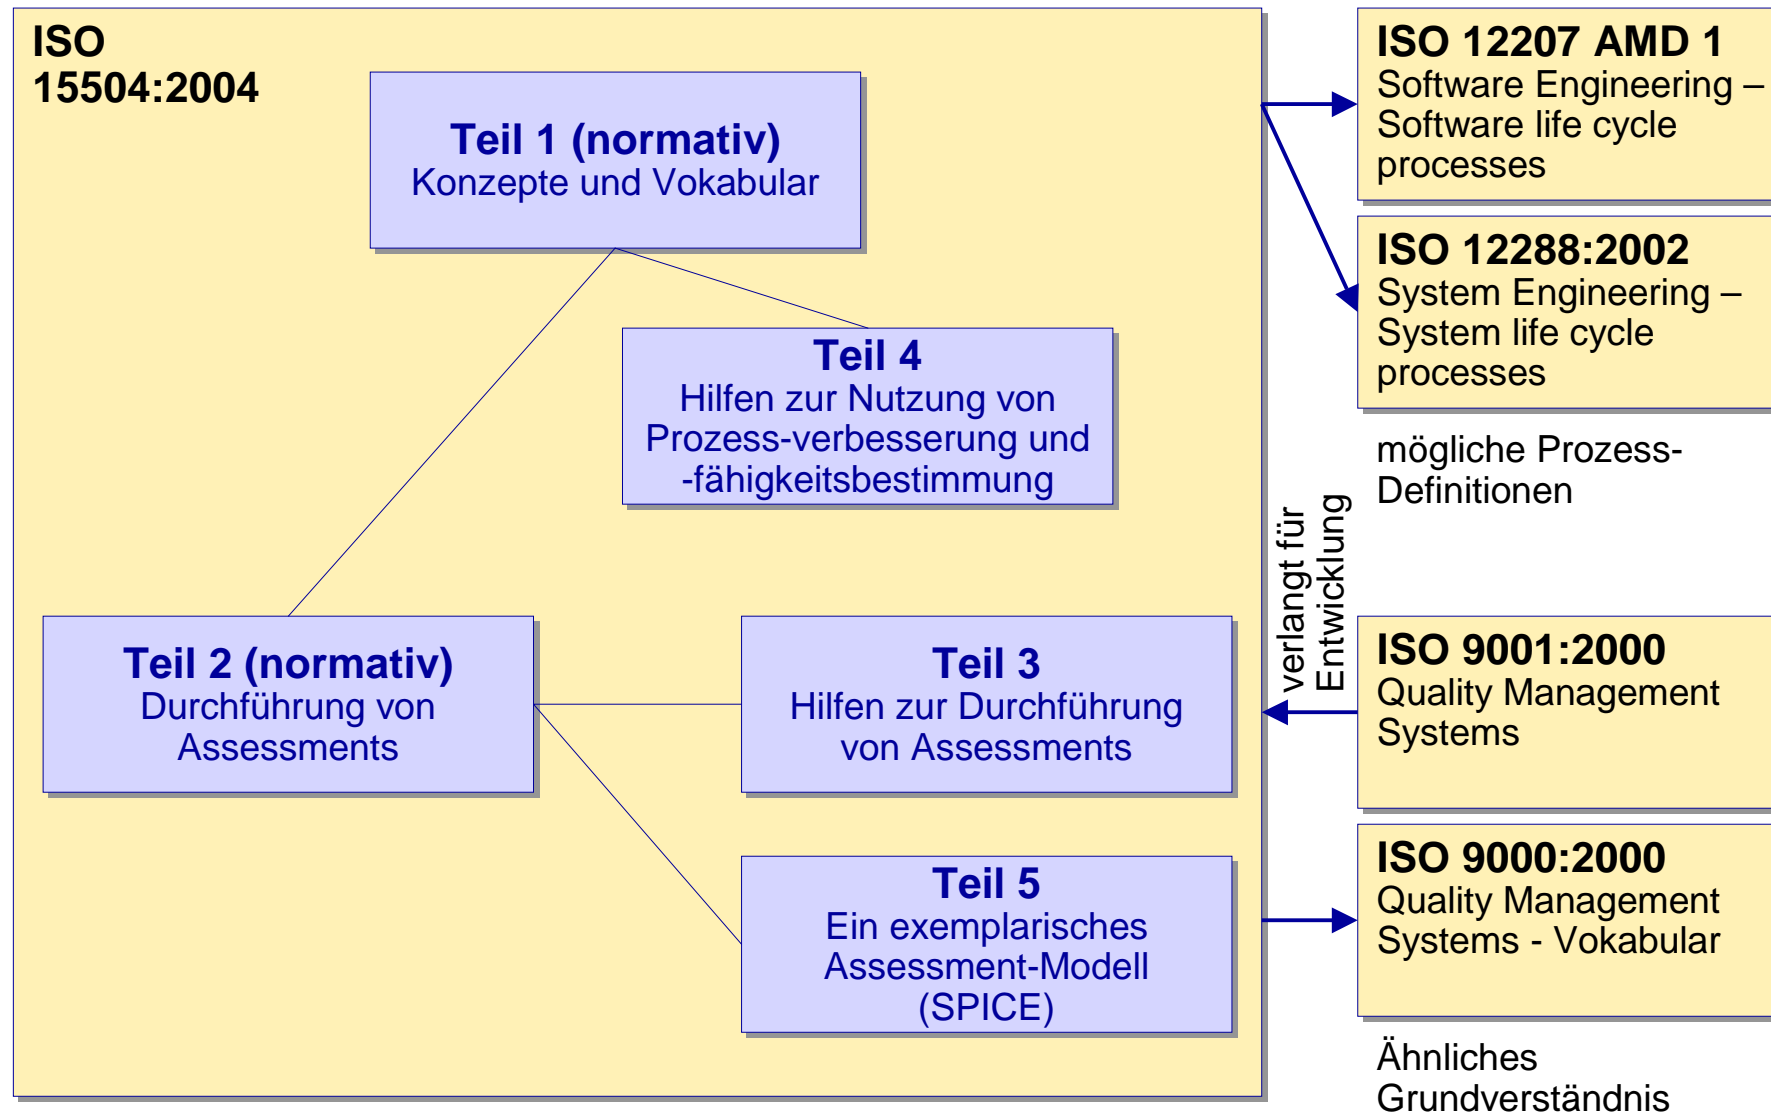 ISO
15504:2004
Teil 1 (normativ)
Konzepte und Vokabular
Teil 4
Hilfen zur Nutzung von
Prozess-verbesserung und
-fähigkeitsbestimmung
Teil 2 (normativ)
Durchführung von
Assessments
Teil 3
Hilfen zur Durchführung
von Assessments
Teil 5
Ein exemplarisches
Assessment-Modell
(SPICE)
ISO 12207 AMD 1
Software Engineering –
Software life cycle
processes
ISO 12288:2002
System Engineering –
System life cycle
processes
mögliche Prozess-
Definitionen
verlangt für
Entwicklung
ISO 9001:2000
Quality Management
Systems
ISO 9000:2000
Quality Management
Systems - Vokabular
Ähnliches
Grundverständnis